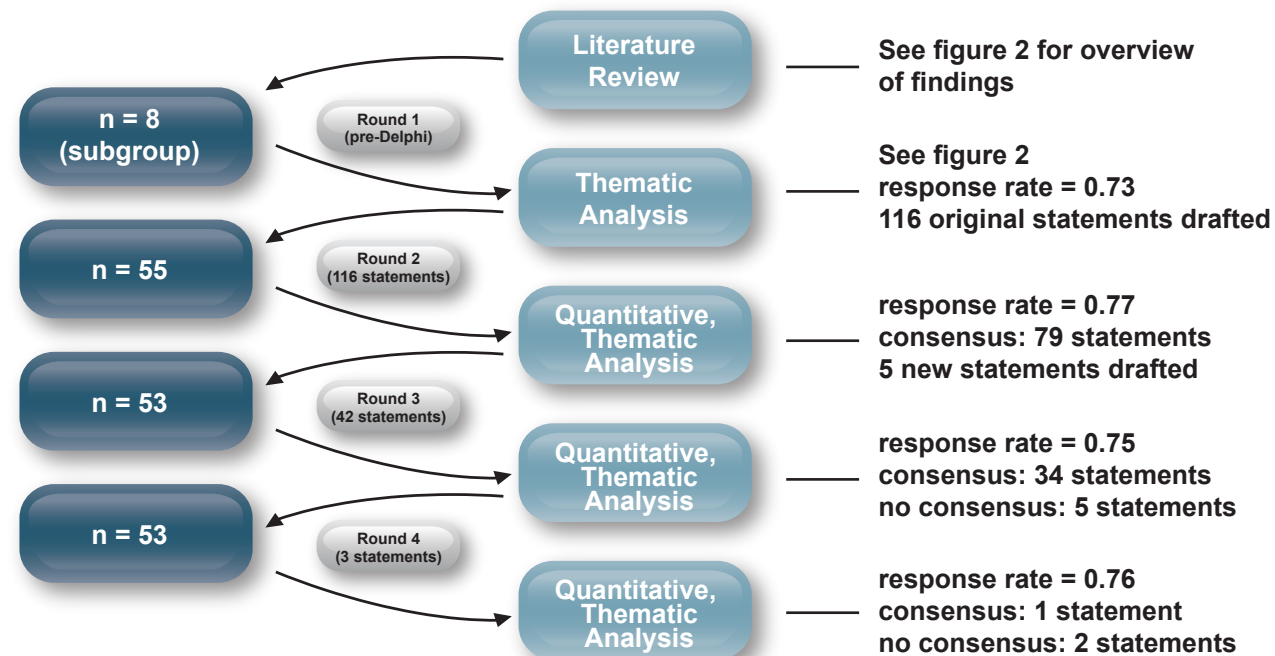 Literature
Review
See figure 2 for overview
of findings
n = 8
(subgroup)
Round 1
(pre-Delphi)
Thematic
Analysis
See figure 2
response rate = 0.73
116 original statements drafted
n = 55
Round 2
(116 statements)
Quantitative,
Thematic
Analysis
response rate = 0.77
consensus: 79 statements
5 new statements drafted
n = 53
Round 3
(42 statements)
Quantitative,
Thematic
Analysis
response rate = 0.75
consensus: 34 statements
no consensus: 5 statements
n = 53
Round 4
(3 statements)
Quantitative,
Thematic
Analysis
response rate = 0.76
consensus: 1 statement
no consensus: 2 statements